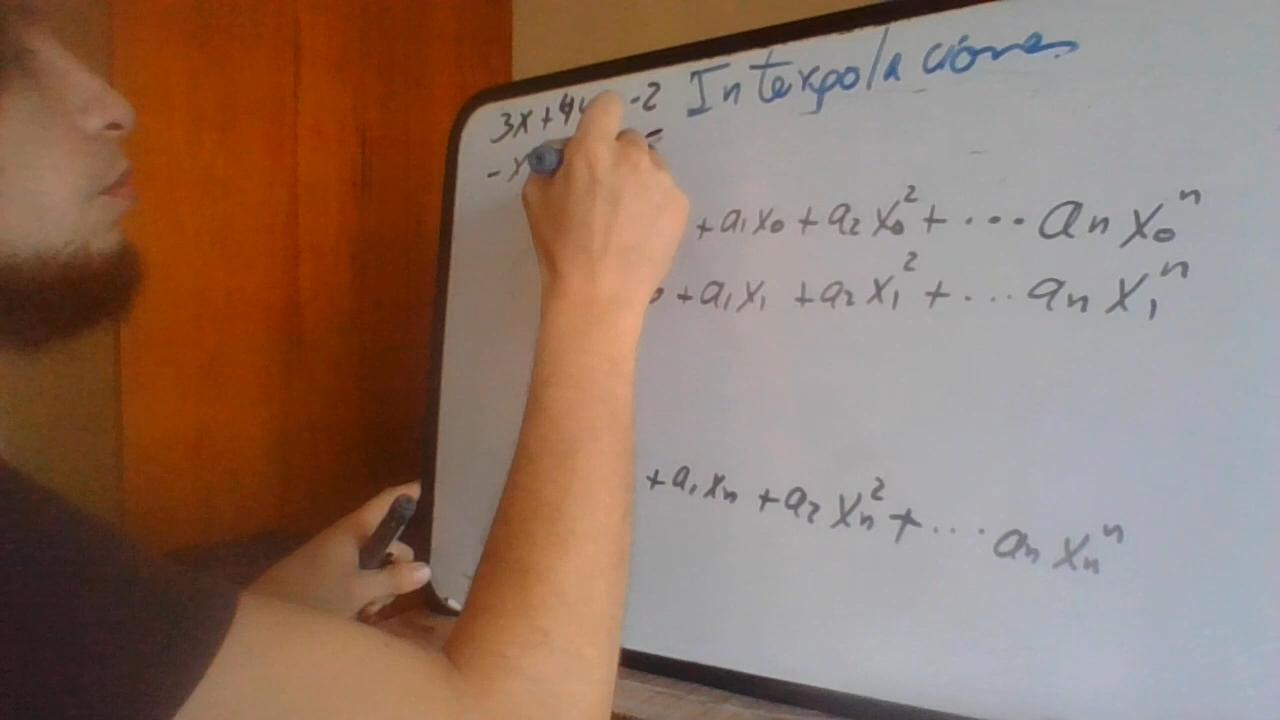 Interpolaciones
3x+4 -2
-x =
+a₁x₀ + a₂x₀² + ... aₙx₀ⁿ
+a₁x₁ + a₂x₁² + ... aₙx₁ⁿ
+a₁xₙ + a₂xₙ² + ... aₙxₙⁿ